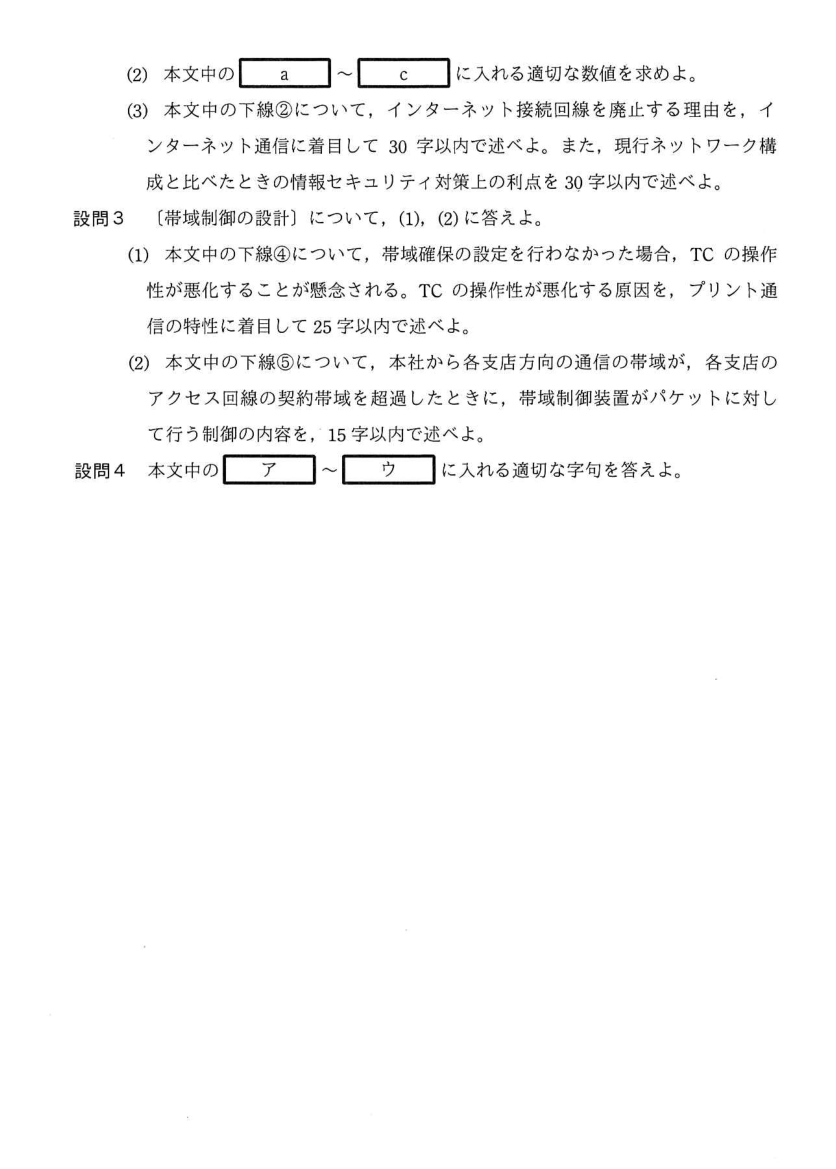 (2) 本文中の a ～ c に入れる適切な数値を求めよ。
(3) 本文中の下線②について，インターネット接続回線を廃止する理由を，イ
ンターネット通信に着目して 30 字以内で述べよ。また，現行ネットワーク構
成と比べたときの情報セキュリティ対策上の利点を 30 字以内で述べよ。
設問３ 〔帯域制御の設計〕について，(1)，(2) に答えよ。
(1) 本文中の下線④について，帯域確保の設定を行わなかった場合，TC の操作
性が悪化することが懸念される。TC の操作性が悪化する原因を，プリント通
信の特性に着目して 25 字以内で述べよ。
(2) 本文中の下線⑤について，本社から各支店方向の通信の帯域が，各支店の
アクセス回線の契約帯域を超過したときに，帯域制御装置がパケットに対し
て行う制御の内容を，15 字以内で述べよ。
設問４ 本文中の ア ～ ウ に入れる適切な字句を答えよ。